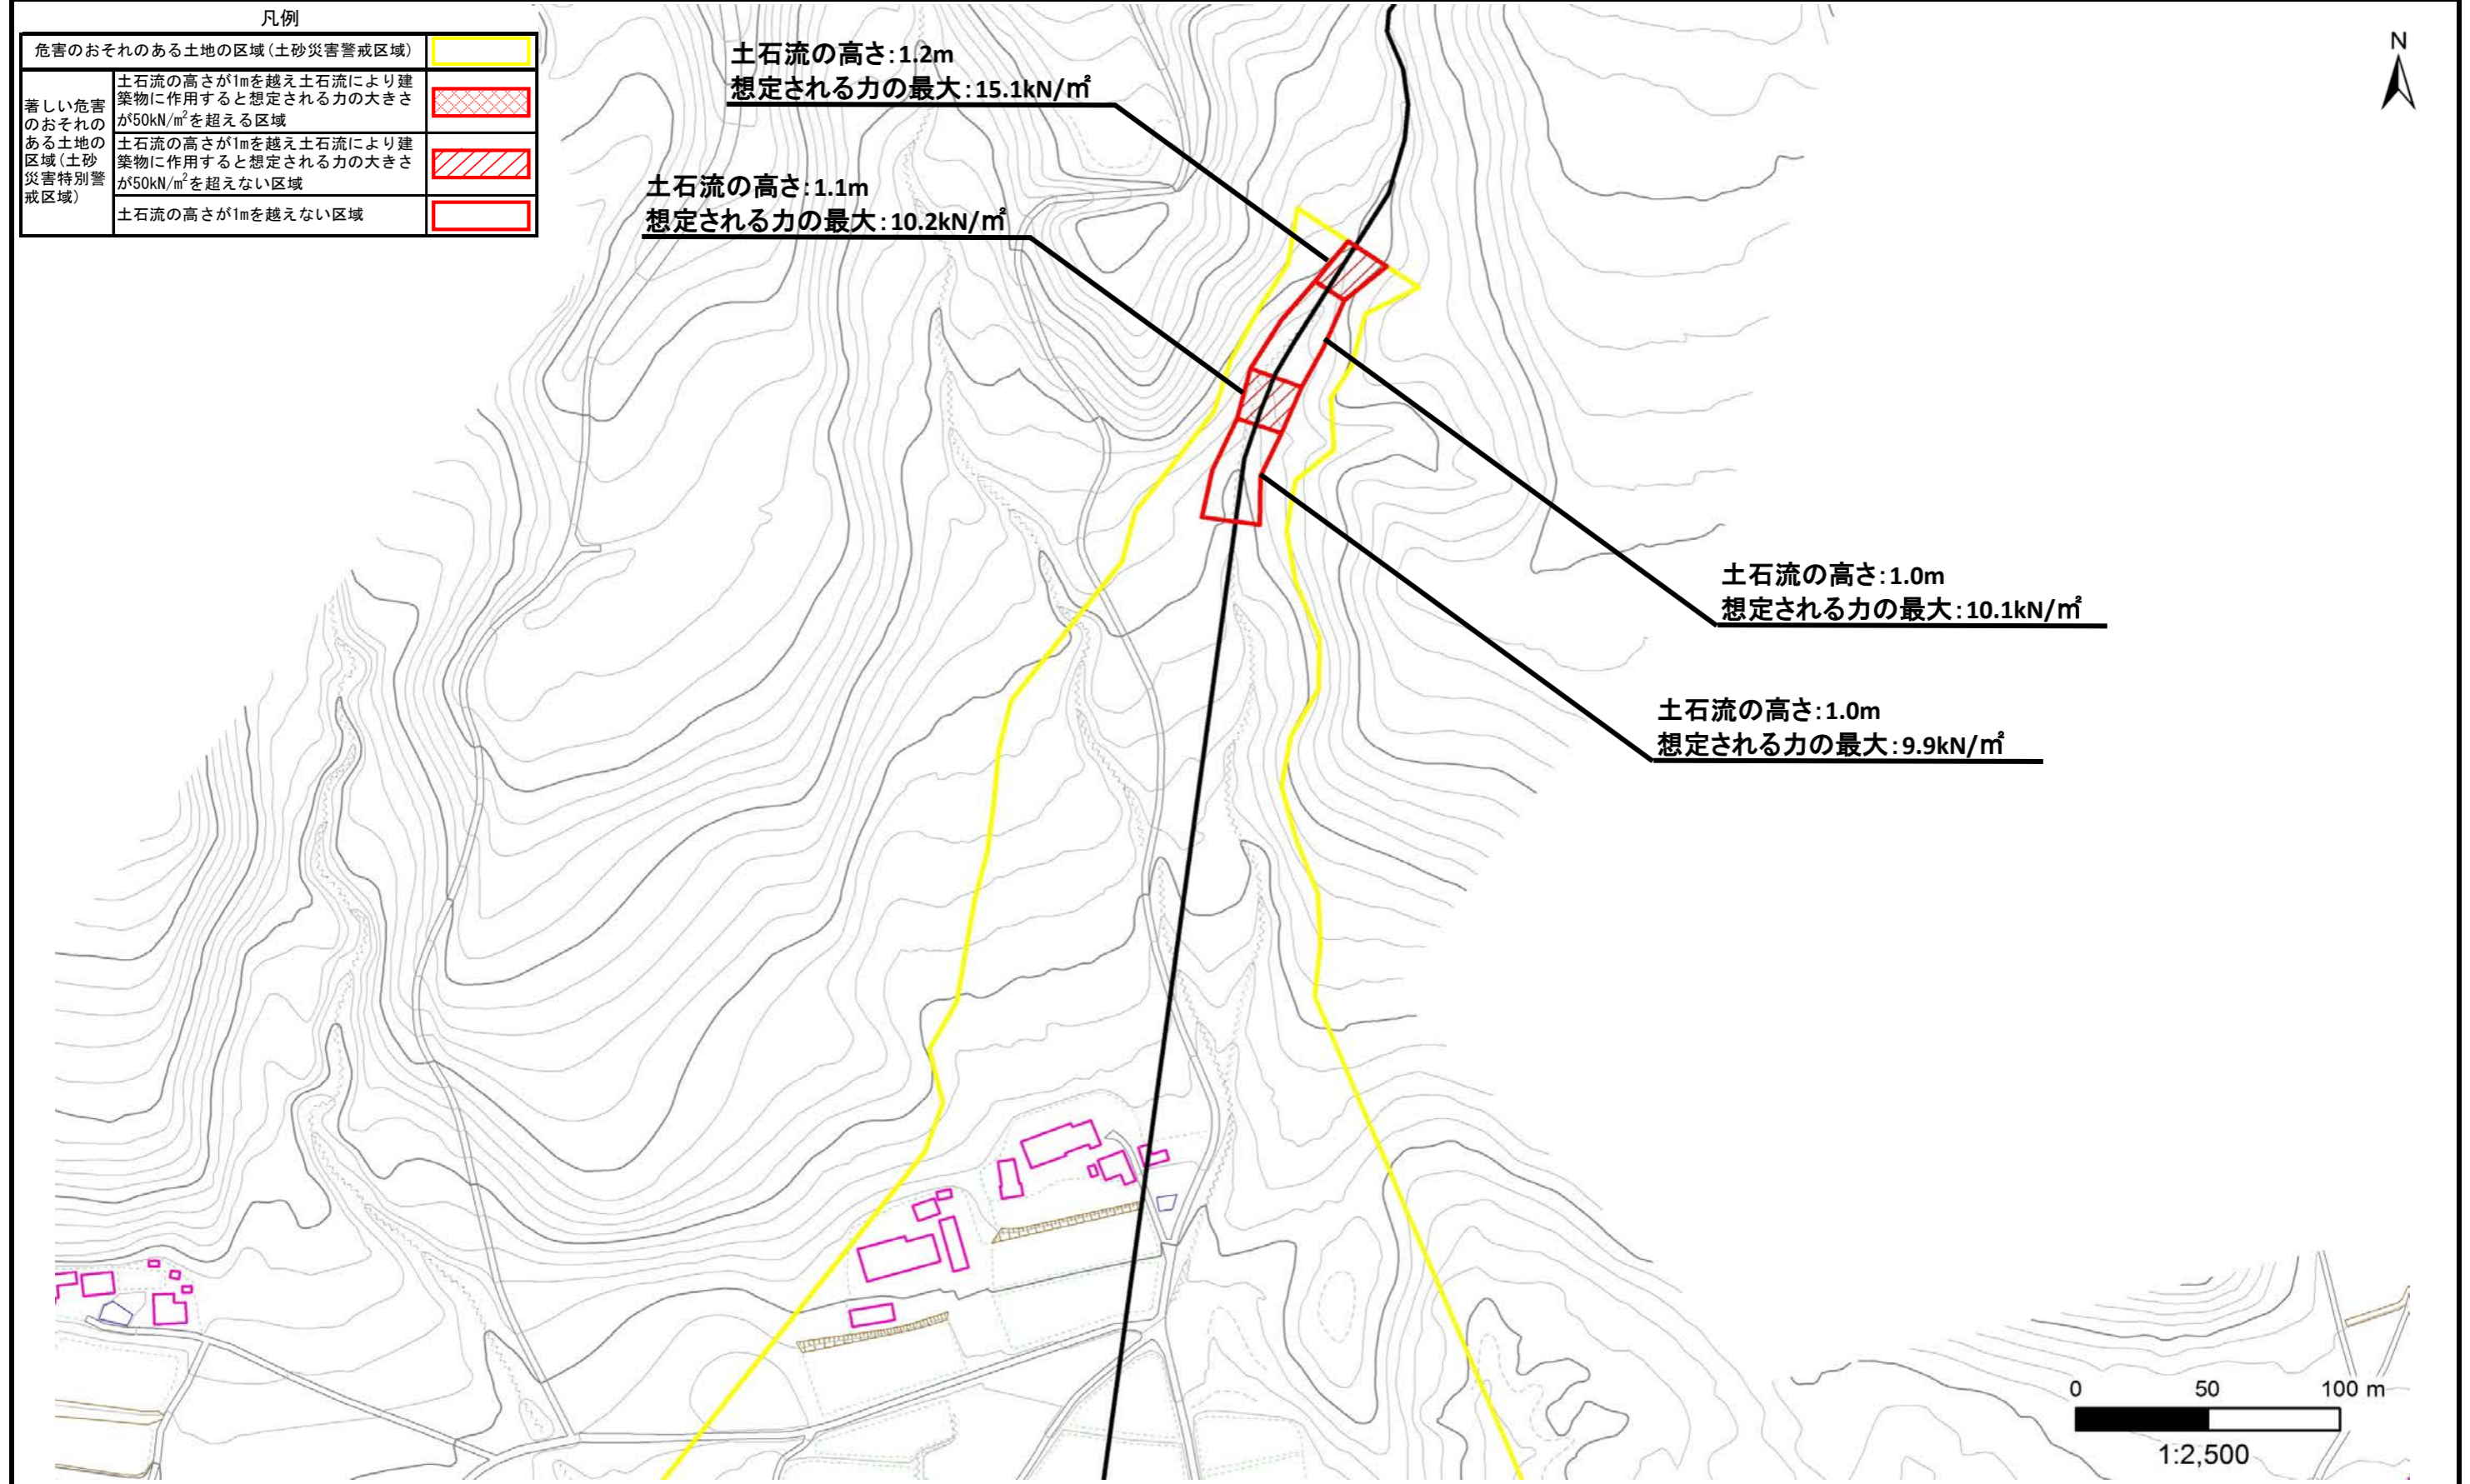 凡例
危害のおそれのある土地の区域(土砂災害警戒区域)
著しい危害
のおそれの
ある土地の
区域(土砂
災害特別警
戒区域)
土石流の高さが1mを越え土石流により建
築物に作用すると想定される力の大きさ
が50kN/m²を超える区域
土石流の高さが1mを越え土石流により建
築物に作用すると想定される力の大きさ
が50kN/m²を超えない区域
土石流の高さが1mを越えない区域
土石流の高さ:1.2m
想定される力の最大:15.1kN/㎡
土石流の高さ:1.1m
想定される力の最大:10.2kN/㎡
N
土石流の高さ:1.0m
想定される力の最大:10.1kN/㎡
土石流の高さ:1.0m
想定される力の最大:9.9kN/㎡
0 50 100 m
1:2,500